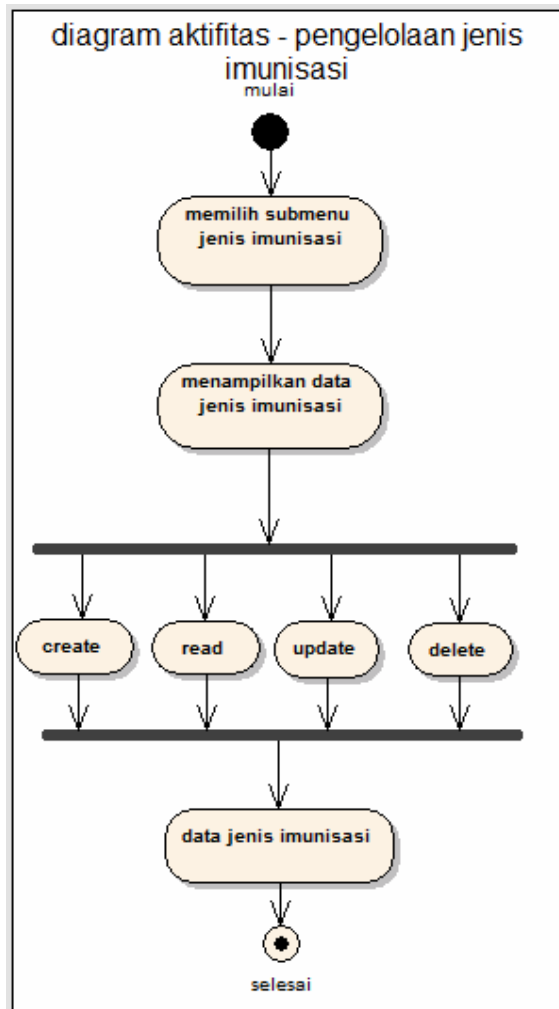 diagram aktifitas - pengelolaan jenis
imunisasi
mulai
memilih submenu
jenis imunisasi
menampilkan data
jenis imunisasi
create
read
update
delete
data jenis imunisasi
selesai